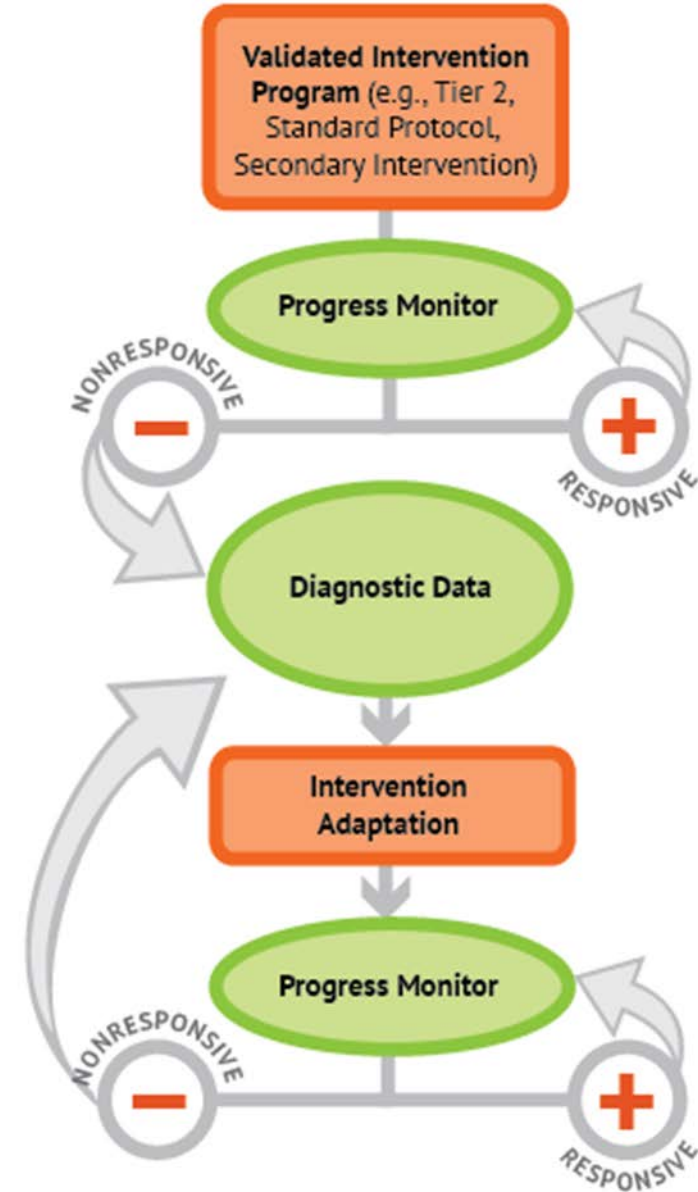 Validated Intervention
Program (e.g., Tier 2,
Standard Protocol,
Secondary Intervention)
Progress Monitor
NONRESPONSIVE
RESPONSIVE
Diagnostic Data
Intervention
Adaptation
Progress Monitor
NONRESPONSIVE
RESPONSIVE